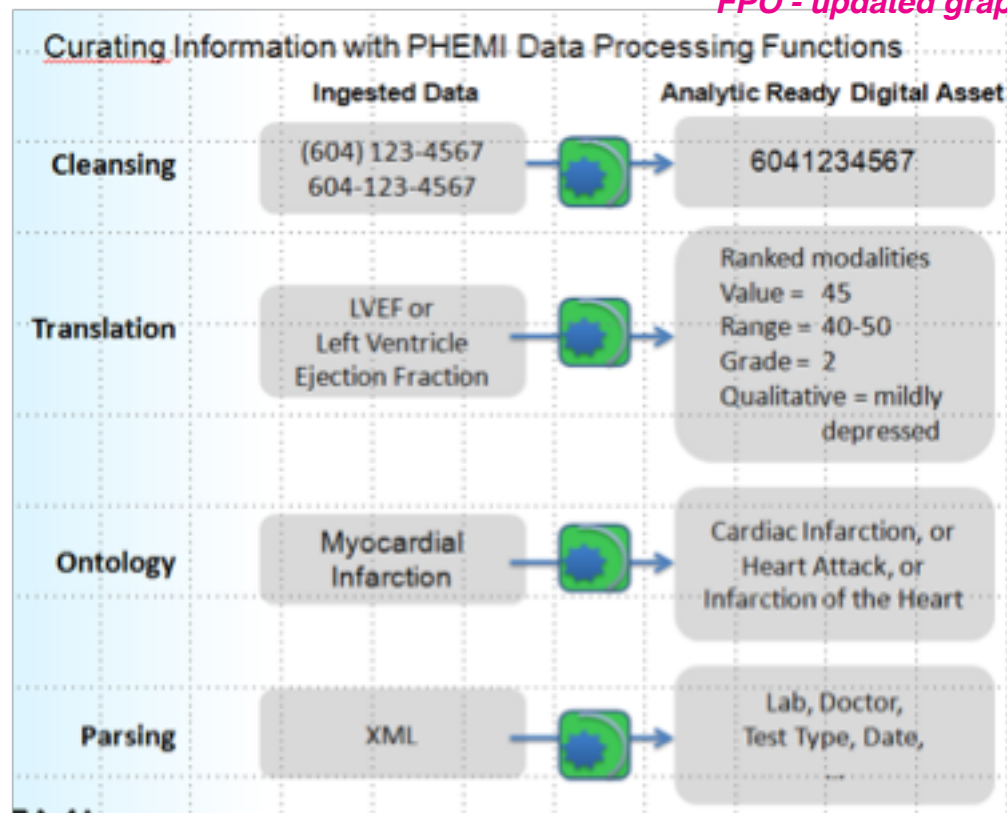 FPO - updated grap
Curating Information with PHEMI Data Processing Functions
Ingested Data
Analytic Ready Digital Asset
Cleansing
(604) 123-4567
604-123-4567
6041234567
Translation
LVEF or
Left Ventricle
Ejection Fraction
Ranked modalities
Value = 45
Range = 40-50
Grade = 2
Qualitative = mildly
depressed
Ontology
Myocardial
Infarction
Cardiac Infarction, or
Heart Attack, or
Infarction of the Heart
Parsing
XML
Lab, Doctor,
Test Type, Date,
...